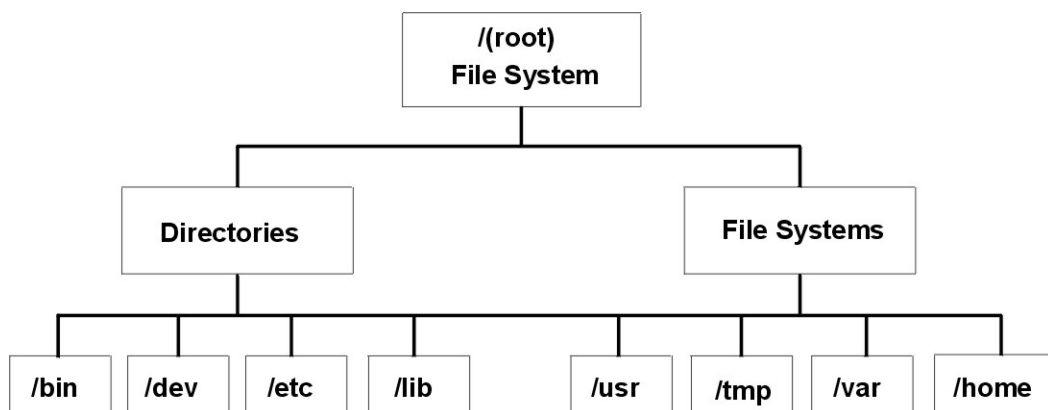 /(root)
File System
Directories
File Systems
/bin
/dev
/etc
/lib
/usr
/tmp
/var
/home